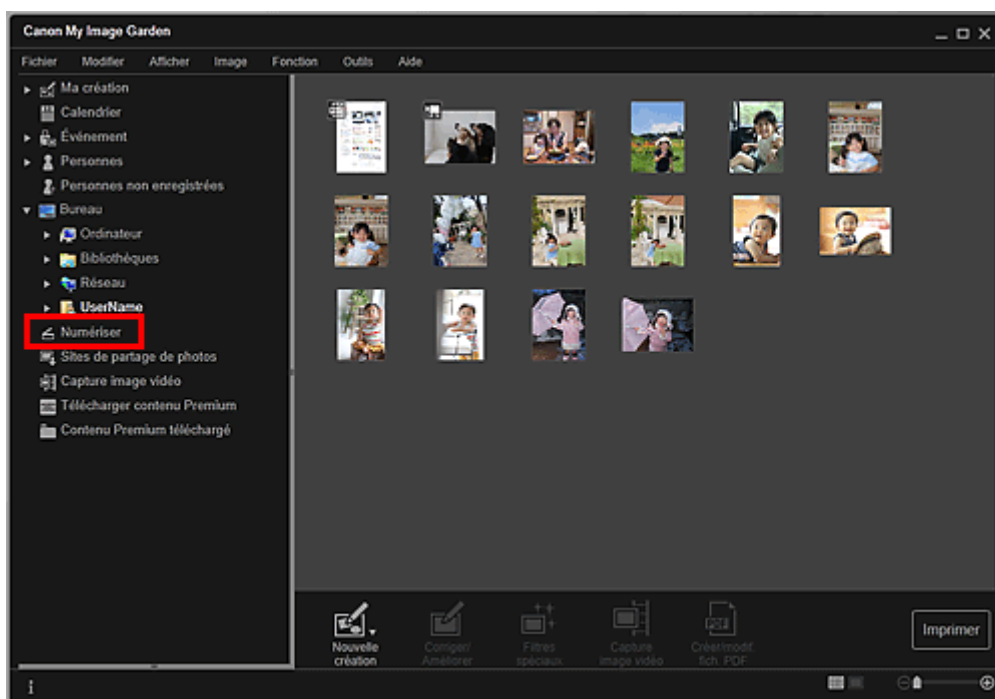 Canon My Image Garden
Fichier Modifier Afficher Image Fonction Outils Aide
Ma création
Calendrier
Événement
Personnes
Personnes non enregistrées
Bureau
Ordinateur
Bibliothèques
Réseau
UserName
Numériser
Sites de partage de photos
Capture image vidéo
Télécharger contenu Premium
Contenu Premium téléchargé
Nouvelle création
Corriger/ Améliorer
Filtres spéciaux
Capture image vidéo
PDF
Créer/modif. fich. PDF
Imprimer